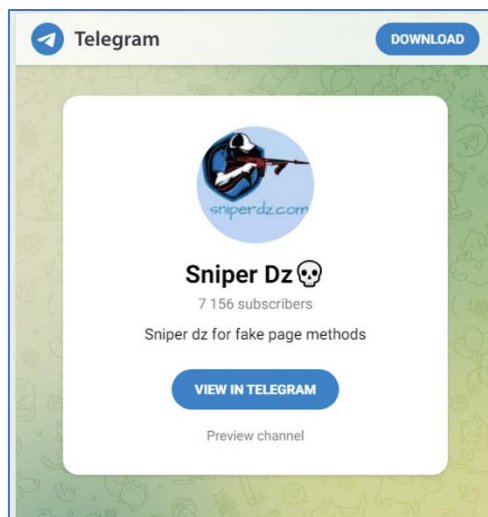 Telegram
DOWNLOAD
sniperdz.com
Sniper Dz💀
7 156 subscribers
Sniper dz for fake page methods
VIEW IN TELEGRAM
Preview channel